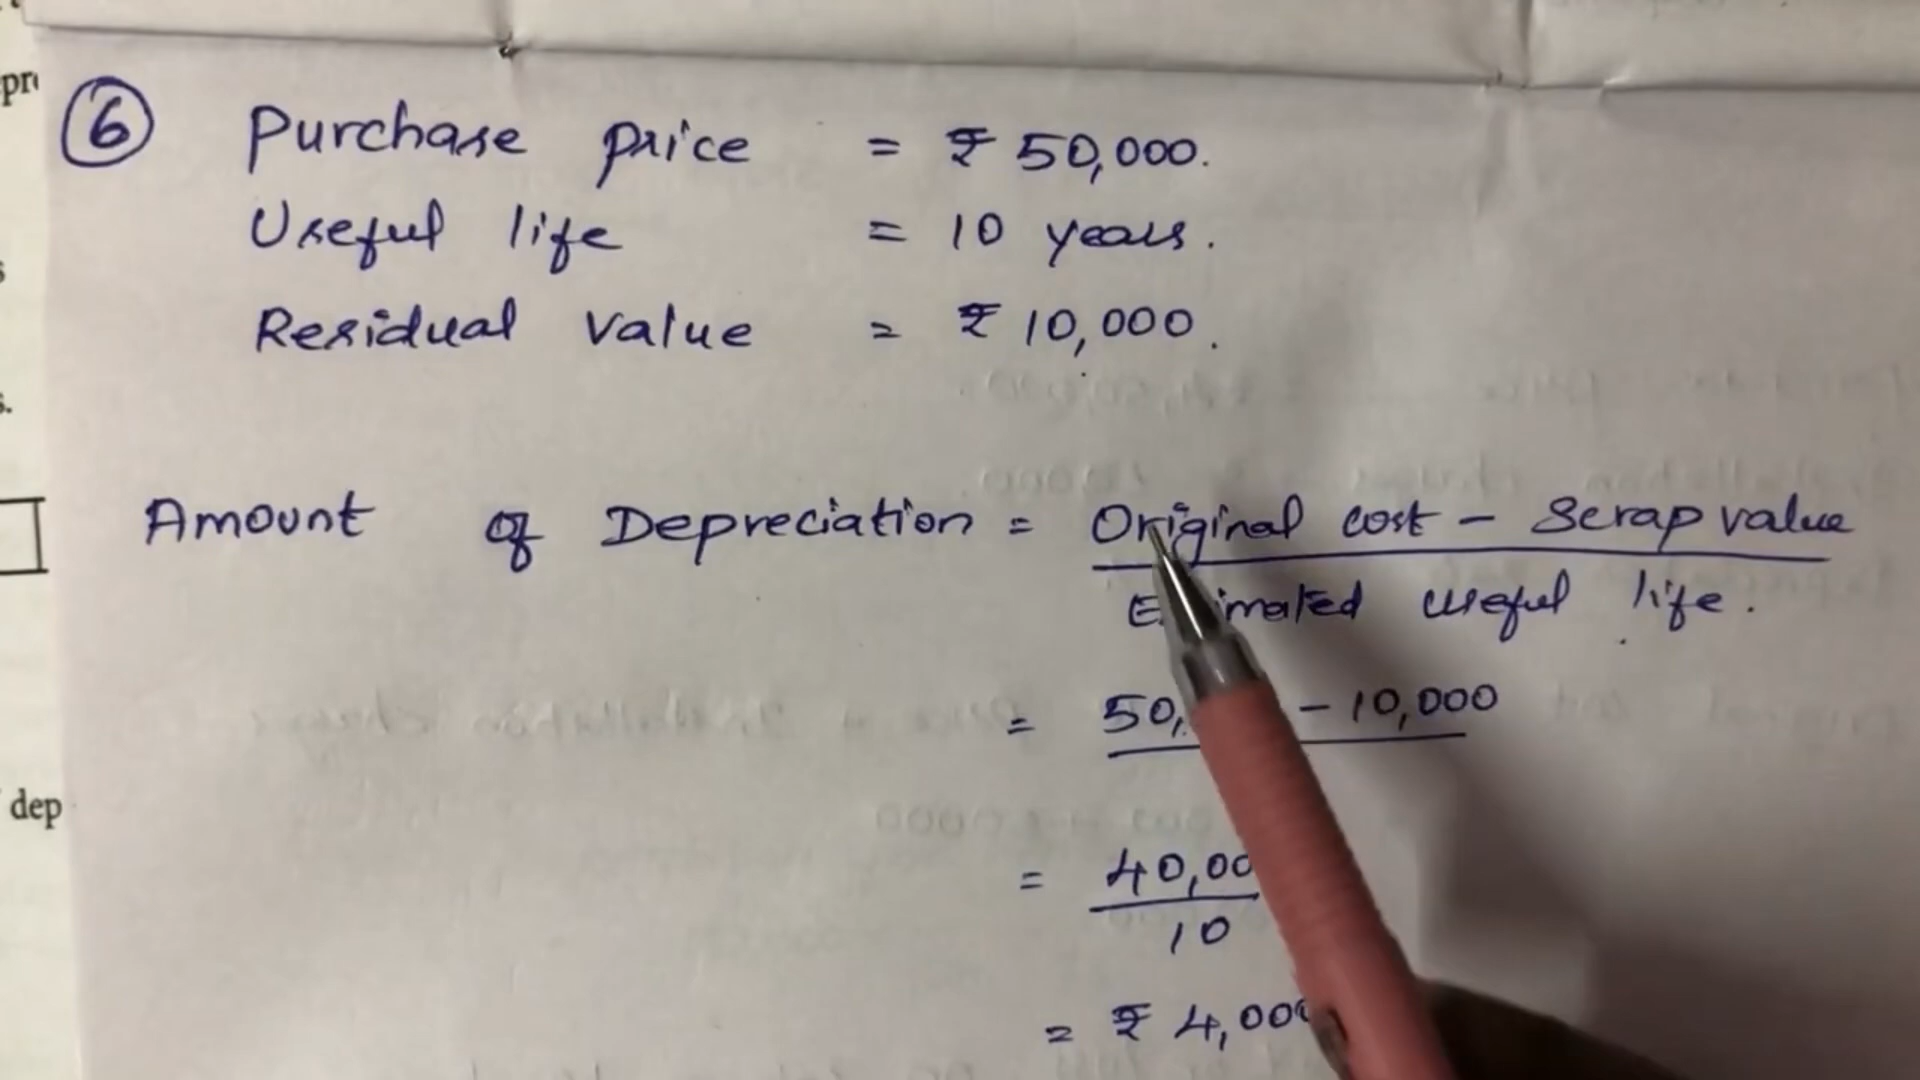 pr
6 Purchase price = ₹ 50,000.
Useful life = 10 years.
s
Residual value = ₹ 10,000.
s.
Amount of Depreciation = Original cost - Scrap value
useful life.
= 50, - 10,000
dep
= 40,00
10
= ₹ 4,000